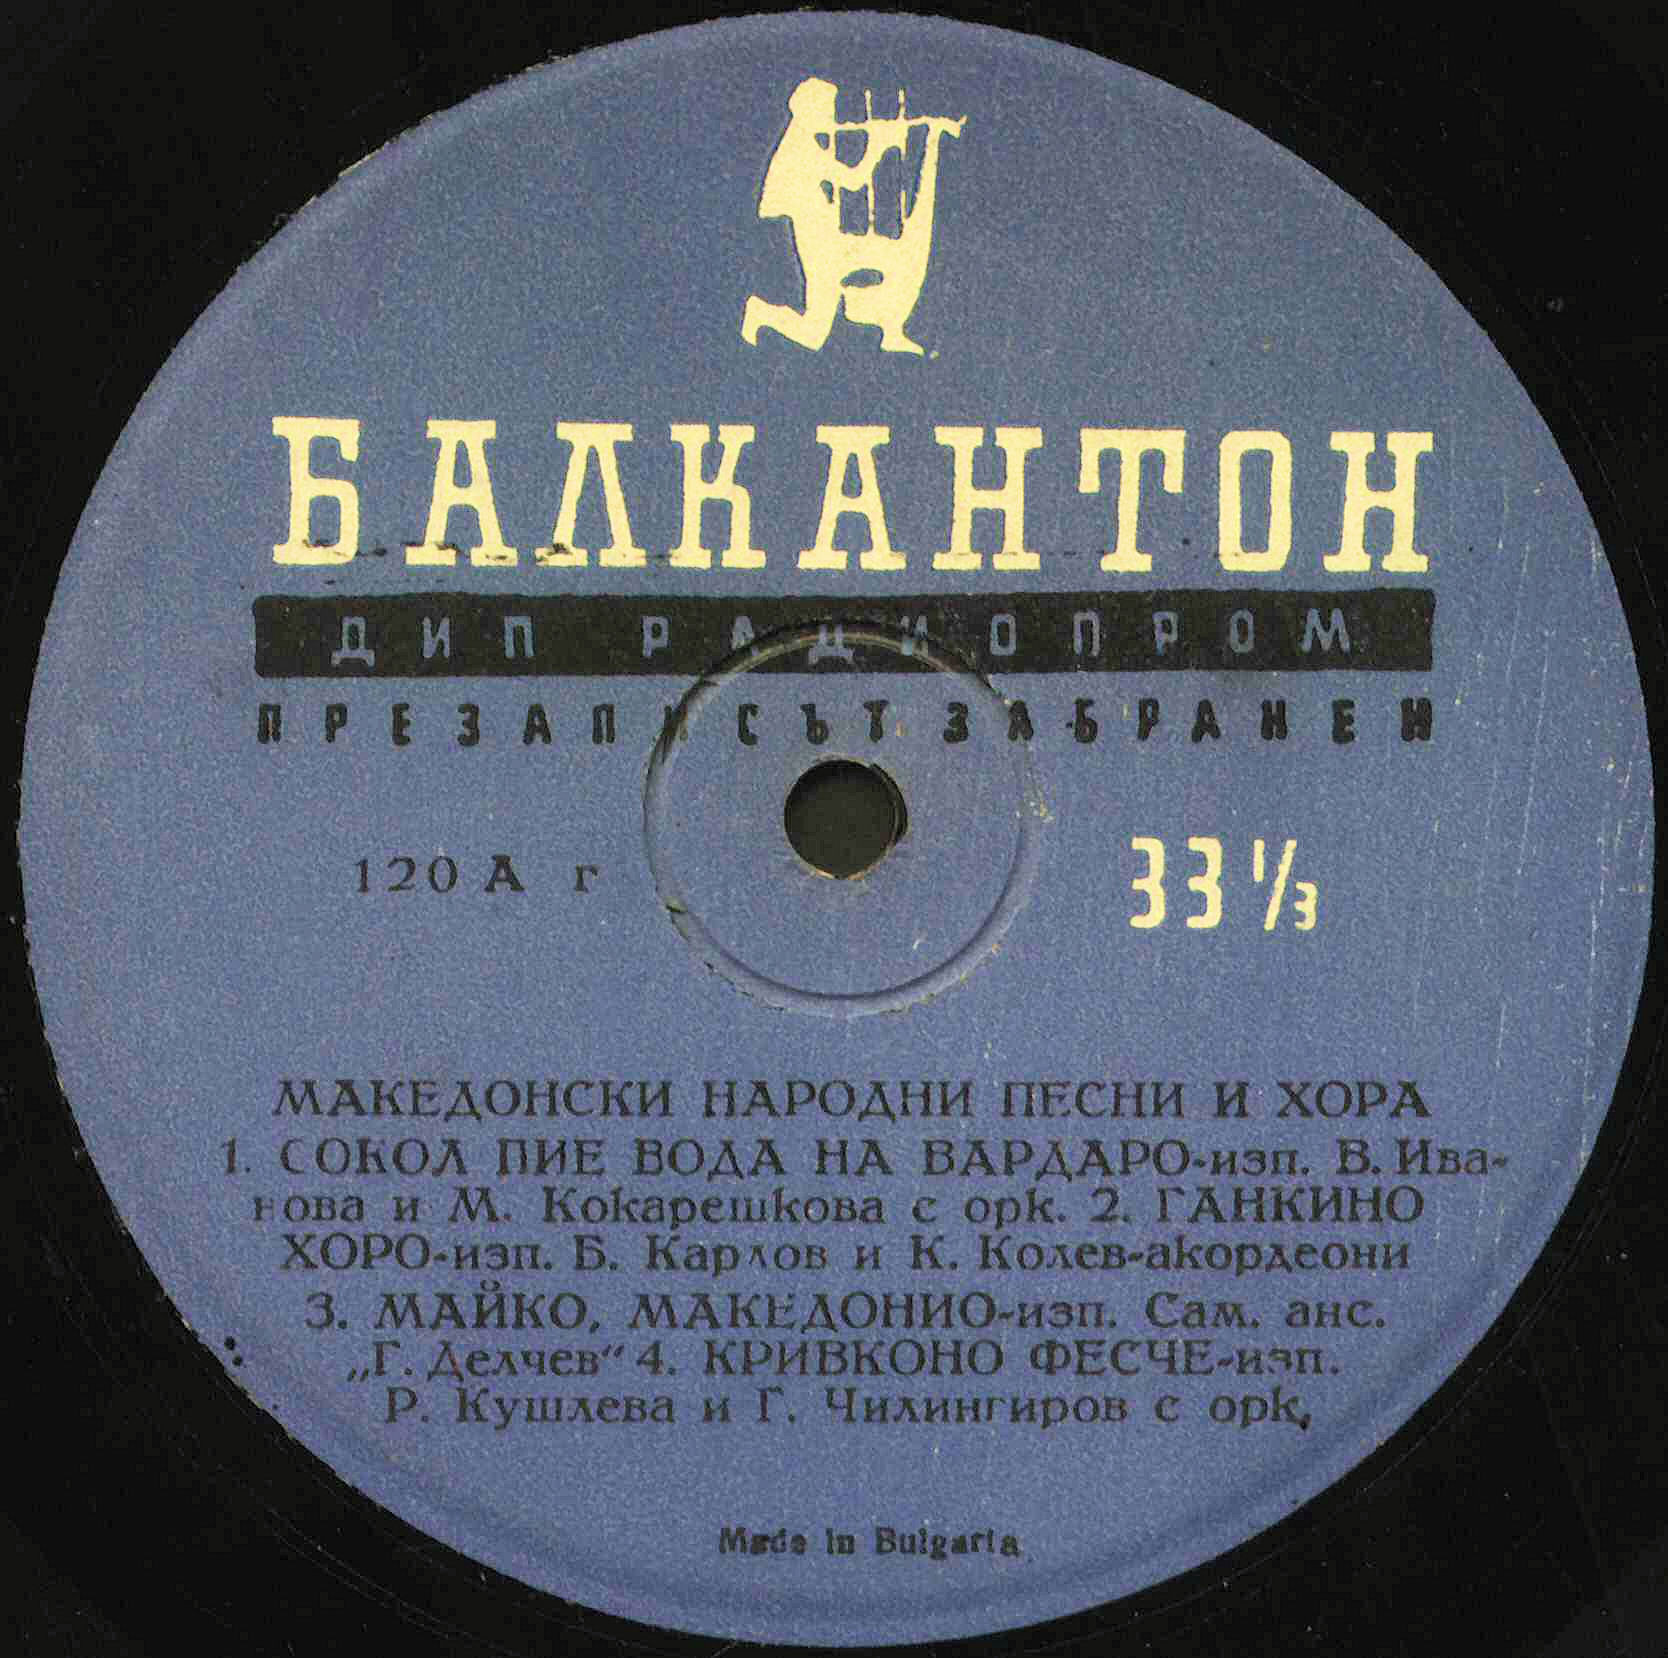 БАЛКАНТОН
ДИП РАДИОПРОМ
ПРЕЗАПИСЪТ ЗАБРАНЕН
120 А г
33 1/3
МАКЕДОНСКИ НАРОДНИ ПЕСНИ И ХОРА
1. СОКОЛ ПИЕ ВОДА НА ВАРДАРО-изп. В. Ива-
нова и М. Кокарешкова с орк. 2. ГАНКИНО
ХОРО-изп. Б. Карлов и К. Колев-акордеони
3. МАЙКО, МАКЕДОНИО-изп. Сам. анс.
„Г. Делчев“ 4. КРИВКОНО ФЕСЧЕ-изп.
Р. Кушлева и Г. Чилингиров с орк.
Made in Bulgaria